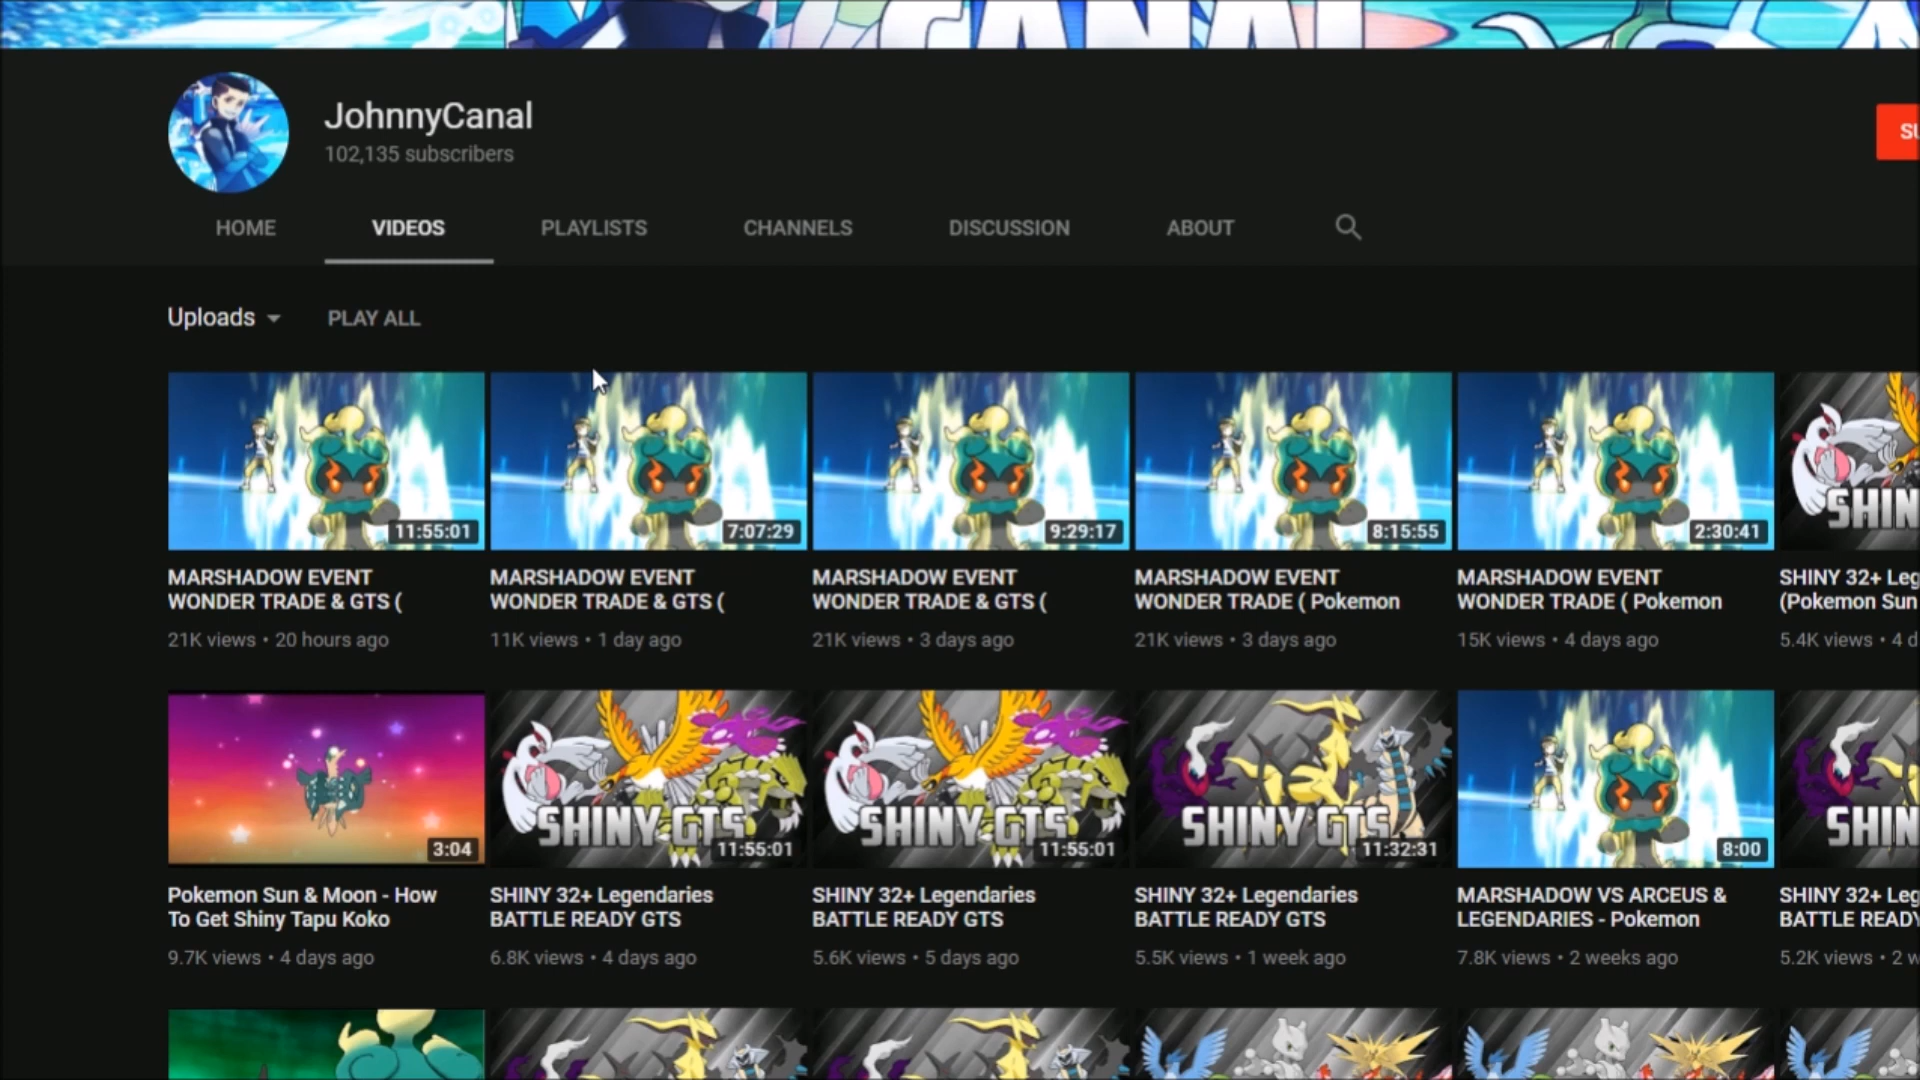 CANAL
JohnnyCanal
102,135 subscribers
SU
HOME VIDEOS PLAYLISTS CHANNELS DISCUSSION ABOUT
Uploads PLAY ALL
11:55:01 7:07:29 9:29:17 8:15:55 2:30:41 SHIN
MARSHADOW EVENT
WONDER TRADE & GTS (
21K views • 20 hours ago
MARSHADOW EVENT
WONDER TRADE & GTS (
11K views • 1 day ago
MARSHADOW EVENT
WONDER TRADE & GTS (
21K views • 3 days ago
MARSHADOW EVENT
WONDER TRADE ( Pokemon
21K views • 3 days ago
MARSHADOW EVENT
WONDER TRADE ( Pokemon
15K views • 4 days ago
SHINY 32+ Leg
(Pokemon Sun
5.4K views • 4 d
3:04
SHINY GTS
11:55:01
SHINY GTS
11:55:01
SHINY GTS
11:32:31
8:00
SHIN
Pokemon Sun & Moon - How
To Get Shiny Tapu Koko
9.7K views • 4 days ago
SHINY 32+ Legendaries
BATTLE READY GTS
6.8K views • 4 days ago
SHINY 32+ Legendaries
BATTLE READY GTS
5.6K views • 5 days ago
SHINY 32+ Legendaries
BATTLE READY GTS
5.5K views • 1 week ago
MARSHADOW VS ARCEUS &
LEGENDARIES - Pokemon
7.8K views • 2 weeks ago
SHINY 32+ Leg
BATTLE READY
5.2K views • 2 w